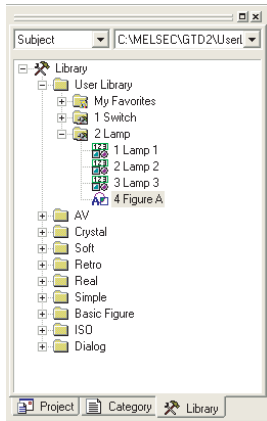 Subject C:\MELSEC\GTD2\UserL
Library
User Library
My Favorites
1 Switch
2 Lamp
1 Lamp 1
2 Lamp 2
3 Lamp 3
4 Figure A
AV
Crystal
Soft
Retro
Real
Simple
Basic Figure
ISO
Dialog
Project Category Library